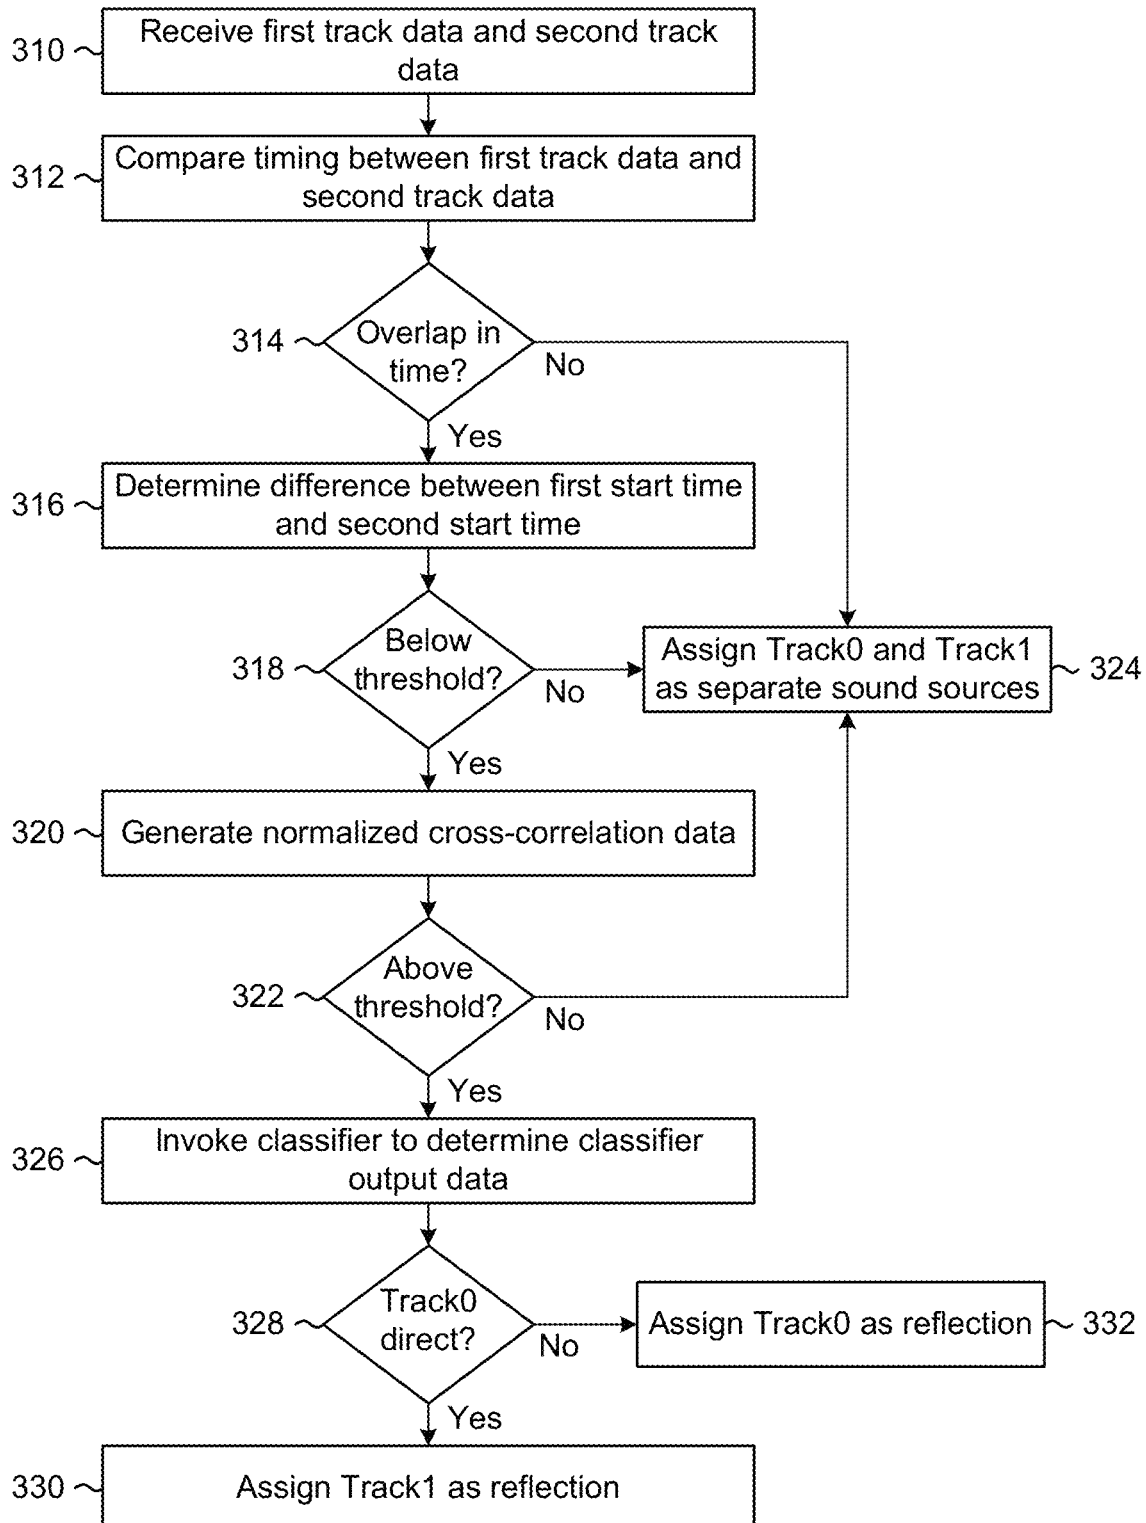 310
Receive first track data and second track
data
312
Compare timing between first track data and
second track data
314
Overlap in
time?
No
Yes
316
Determine difference between first start time
and second start time
318
Below
threshold?
No
Yes
Assign Track0 and Track1
as separate sound sources
324
320
Generate normalized cross-correlation data
322
Above
threshold?
No
Yes
326
Invoke classifier to determine classifier
output data
328
Track0
direct?
No
Yes
Assign Track0 as reflection
332
330
Assign Track1 as reflection